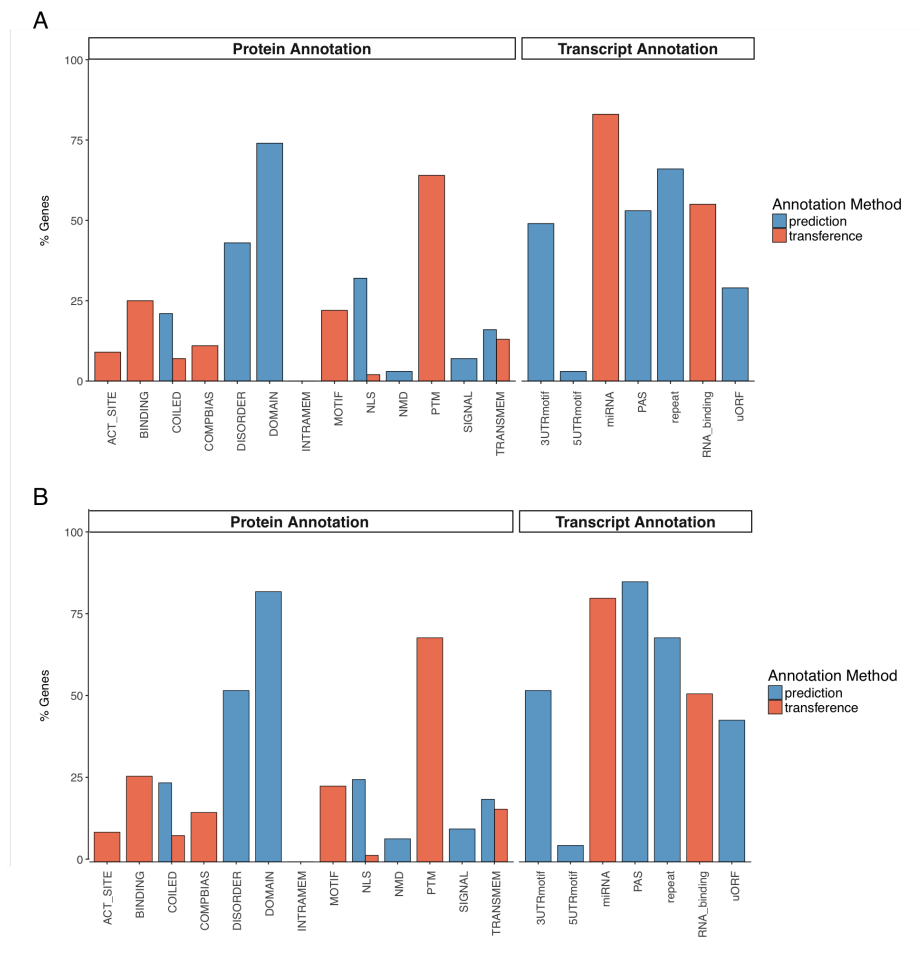 A
Protein Annotation
Transcript Annotation
100
75
50
25
0
% Genes
ACT_SITE
BINDING
COILED
COMPBIAS
DISORDER
DOMAIN
INTRAMEM
MOTIF
NLS
NMD
PTM
SIGNAL
TRANSMEM
3UTRmotif
5UTRmotif
miRNA
PAS
repeat
RNA_binding
uORF
Annotation Method
prediction
transference
B
Protein Annotation
Transcript Annotation
100
75
50
25
0
% Genes
ACT_SITE
BINDING
COILED
COMPBIAS
DISORDER
DOMAIN
INTRAMEM
MOTIF
NLS
NMD
PTM
SIGNAL
TRANSMEM
3UTRmotif
5UTRmotif
miRNA
PAS
repeat
RNA_binding
uORF
Annotation Method
prediction
transference